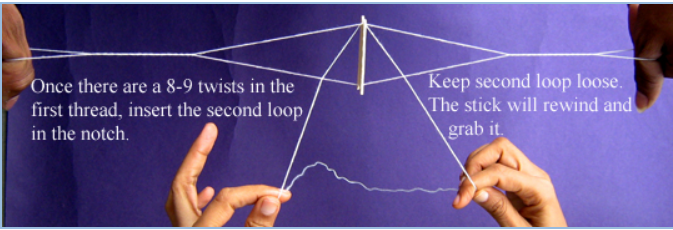 Once there are a 8-9 twists in the
first thread, insert the second loop
in the notch.
Keep second loop loose.
The stick will rewind and
grab it.